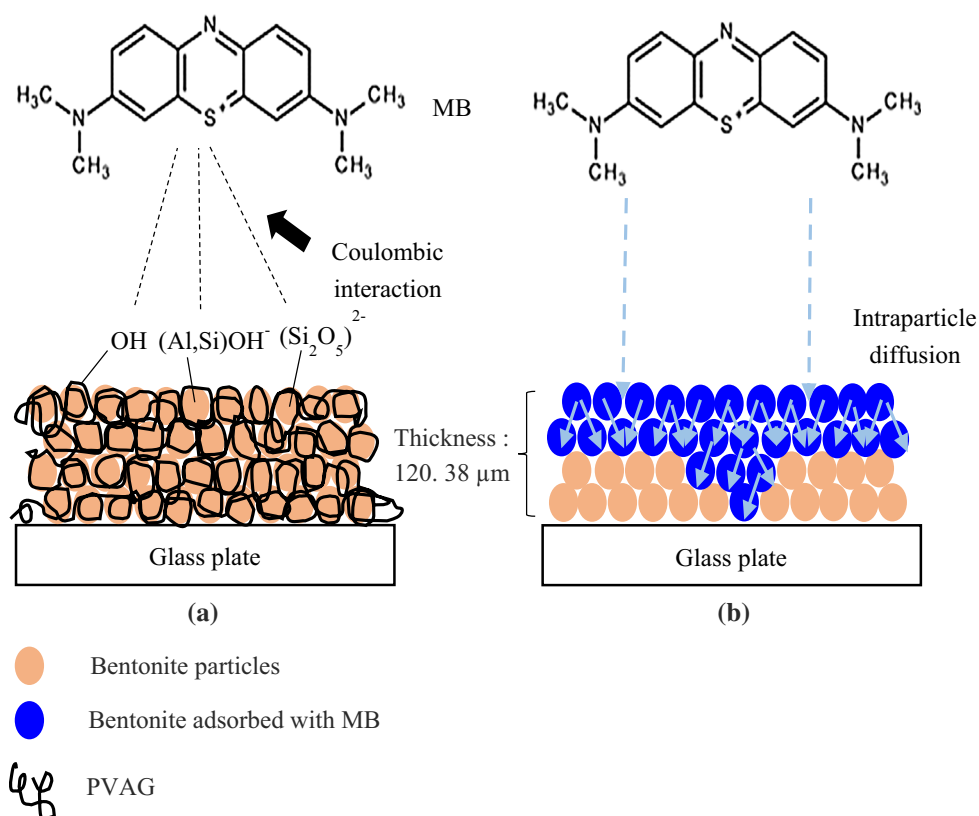 N
H₃C
N
CH₃
S⁺
CH₃
N
CH₃
MB
N
H₃C
N
CH₃
S⁺
CH₃
N
CH₃
Coulombic
interaction
OH (Al,Si)OH⁻ (Si₂O₅)²⁻
Intraparticle
diffusion
Thickness :
120. 38 µm
Glass plate
Glass plate
(a)
(b)
Bentonite particles
Bentonite adsorbed with MB
PVAG